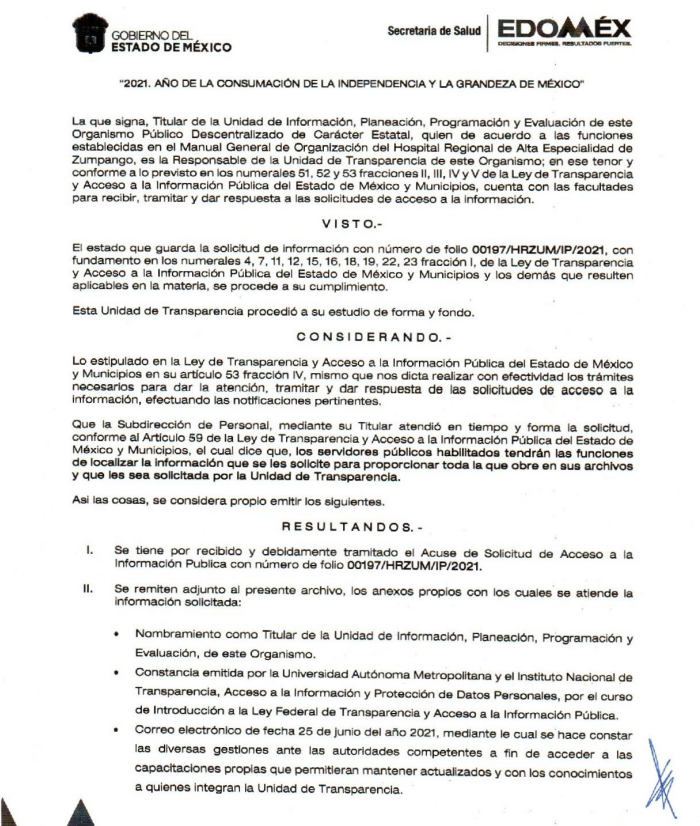 GOBIERNO DEL
ESTADO DE MÉXICO
Secretaria de Salud
EDOMÉX
DECISIONES FIRMES, RESULTADOS FUERTES.
"2021. AÑO DE LA CONSUMACIÓN DE LA INDEPENDENCIA Y LA GRANDEZA DE MÉXICO"
La que signa, Titular de la Unidad de Información, Planeación, Programación y Evaluación de este
Organismo Público Descentralizado de Carácter Estatal, quien de acuerdo a las funciones
establecidas en el Manual General de Organización del Hospital Regional de Alta Especialidad de
Zumpango, es la Responsable de la Unidad de Transparencia de este Organismo; en ese tenor y
conforme a lo previsto en los numerales 51, 52 y 53 fracciones II, III, IV y V de la Ley de Transparencia
y Acceso a la Información Pública del Estado de México y Municipios, cuenta con las facultades
para recibir, tramitar y dar respuesta a las solicitudes de acceso a la información.
V I S T O.-
El estado que guarda la solicitud de información con número de folio 00197/HRZUM/IP/2021, con
fundamento en los numerales 4, 7, 11, 12, 15, 16, 18, 19, 22, 23 fracción I, de la Ley de Transparencia
y Acceso a la Información Pública del Estado de México y Municipios y los demás que resulten
aplicables en la materia, se procede a su cumplimiento.
Esta Unidad de Transparencia procedió a su estudio de forma y fondo.
C O N S I D E R A N D O. -
Lo estipulado en la Ley de Transparencia y Acceso a la Información Pública del Estado de México
y Municipios en su artículo 53 fracción IV, mismo que nos dicta realizar con efectividad los trámites
necesarios para dar la atención, tramitar y dar respuesta de las solicitudes de acceso a la
información, efectuando las notificaciones pertinentes.
Que la Subdirección de Personal, mediante su Titular atendió en tiempo y forma la solicitud,
conforme al Artículo 59 de la Ley de Transparencia y Acceso a la Información Pública del Estado de
México y Municipios, el cual dice que, los servidores públicos habilitados tendrán las funciones
de localizar la información que se les solicite para proporcionar toda la que obre en sus archivos
y que les sea solicitada por la Unidad de Transparencia.
Asi las cosas, se considera propio emitir los siguientes.
R E S U L T A N D O S. -
I. Se tiene por recibido y debidamente tramitado el Acuse de Solicitud de Acceso a la
Información Publica con número de folio 00197/HRZUM/IP/2021.
II. Se remiten adjunto al presente archivo, los anexos propios con los cuales se atiende la
información solicitada:
• Nombramiento como Titular de la Unidad de Información, Planeación, Programación y
Evaluación, de este Organismo.
• Constancia emitida por la Universidad Autónoma Metropolitana y el Instituto Nacional de
Transparencia, Acceso a la Información y Protección de Datos Personales, por el curso
de Introducción a la Ley Federal de Transparencia y Acceso a la Información Pública.
• Correo electrónico de fecha 25 de junio del año 2021, mediante le cual se hace constar
las diversas gestiones ante las autoridades competentes a fin de acceder a las
capacitaciones propias que permitieran mantener actualizados y con los conocimientos
a quienes integran la Unidad de Transparencia.